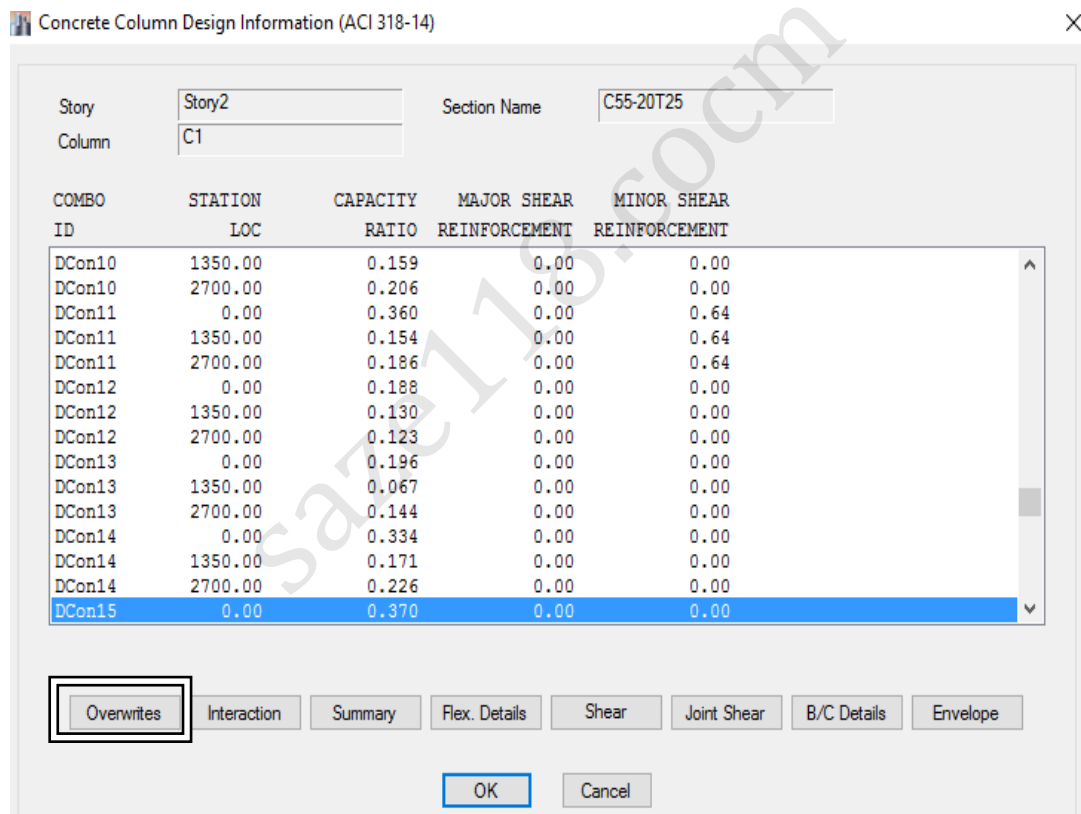 Concrete Column Design Information (ACI 318-14)
Story Story2 Section Name C55-20T25
Column C1
COMBO STATION CAPACITY MAJOR SHEAR MINOR SHEAR
ID LOC RATIO REINFORCEMENT REINFORCEMENT
DCon10 1350.00 0.159 0.00 0.00
DCon10 2700.00 0.206 0.00 0.00
DCon11 0.00 0.360 0.00 0.64
DCon11 1350.00 0.154 0.00 0.64
DCon11 2700.00 0.186 0.00 0.64
DCon12 0.00 0.188 0.00 0.00
DCon12 1350.00 0.130 0.00 0.00
DCon12 2700.00 0.123 0.00 0.00
DCon13 0.00 0.196 0.00 0.00
DCon13 1350.00 0.067 0.00 0.00
DCon13 2700.00 0.144 0.00 0.00
DCon14 0.00 0.334 0.00 0.00
DCon14 1350.00 0.171 0.00 0.00
DCon14 2700.00 0.226 0.00 0.00
DCon15 0.00 0.370 0.00 0.00
Overwrites Interaction Summary Flex. Details Shear Joint Shear B/C Details Envelope
OK Cancel
saze118.cocm